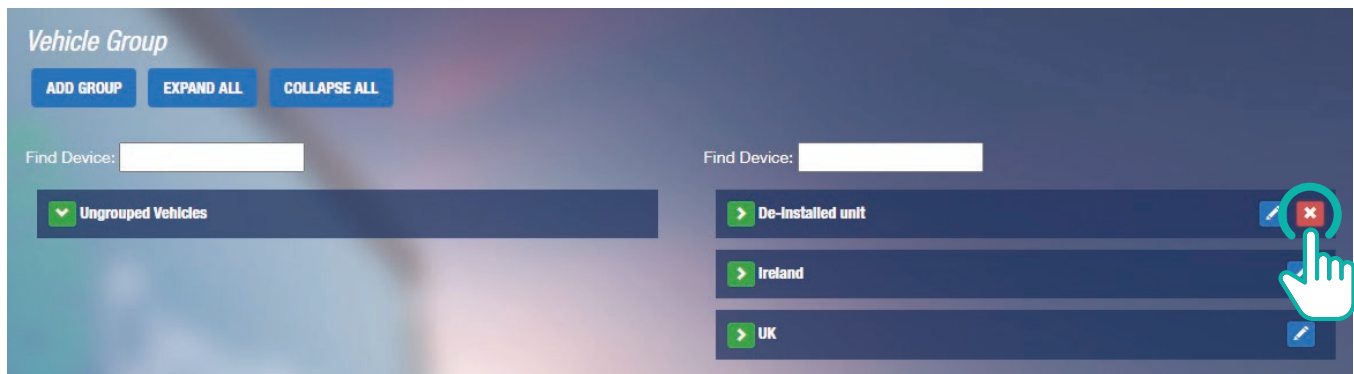 Vehicle Group
ADD GROUP EXPAND ALL COLLAPSE ALL
Find Device:
Ungrouped Vehicles
Find Device:
De-installed unit
Ireland
UK